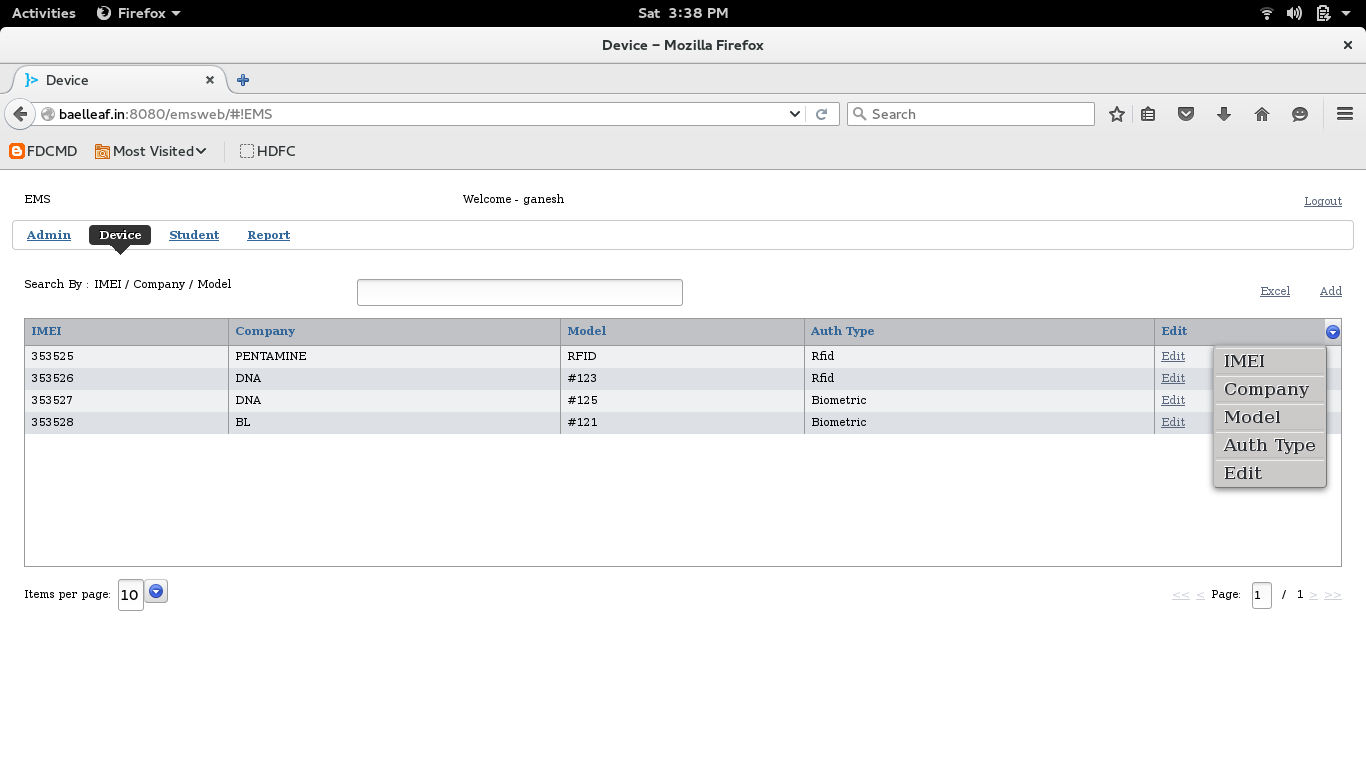 Activities Firefox Sat 3:38 PM
Device – Mozilla Firefox
Device
baelleaf.in:8080/emsweb/#!EMS Search
FDCMD Most Visited HDFC
EMS Welcome - ganesh Logout
Admin Device Student Report
Search By : IMEI / Company / Model Excel Add
IMEI Company Model Auth Type Edit
353525 PENTAMINE RFID Rfid Edit
353526 DNA #123 Rfid Edit
353527 DNA #125 Biometric Edit
353528 BL #121 Biometric Edit
IMEI
Company
Model
Auth Type
Edit
Items per page: 10 << < Page: 1 / 1 > >>